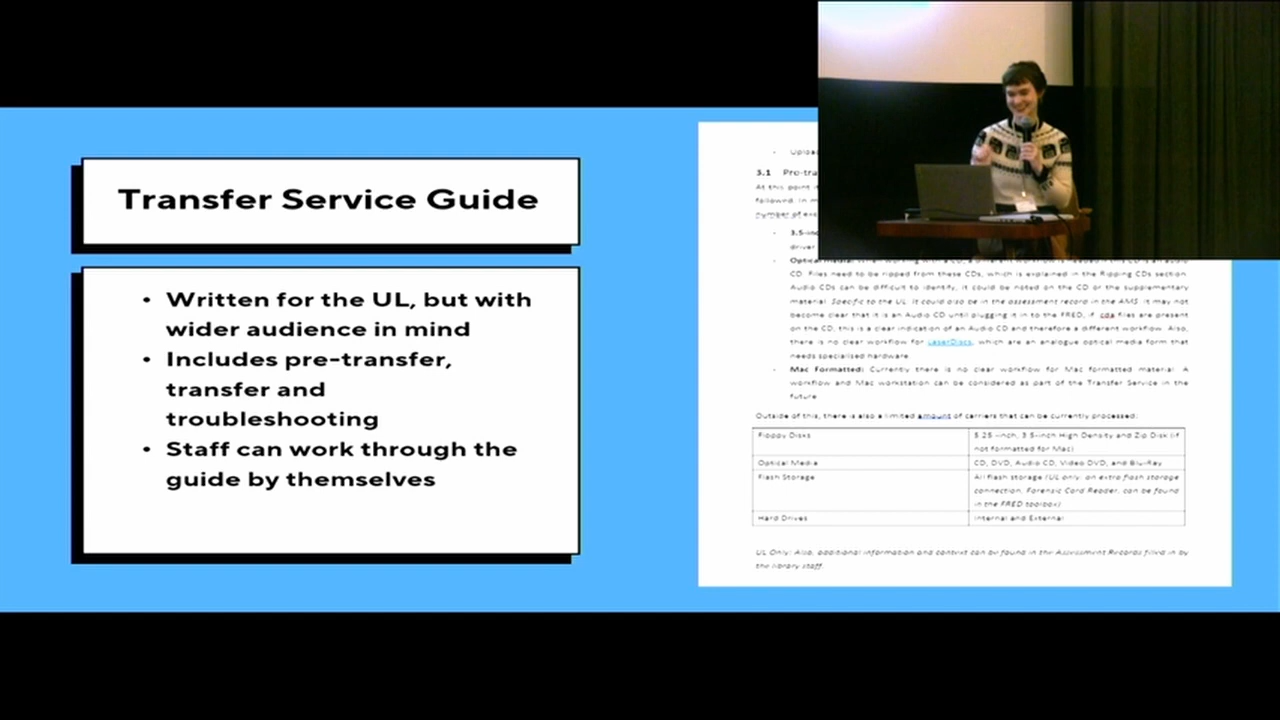 Transfer Service Guide
• Written for the UL, but with
wider audience in mind
• Includes pre-transfer,
transfer and
troubleshooting
• Staff can work through the
guide by themselves
3.1 Pre-tra
At this point
followed. In
number of
- 3.5-in
driver
Optical media: When working with a CD, a different workflow is needed if this CD is an audio
CD. Files need to be ripped from these CDs, which is explained in the Ripping CDs section.
Audio CDs can be difficult to identify, it could be noted on the CD or the supplementary
material. Specific to the UL: It could also be in the assessment record in the AMS. It may not
become clear that it is an Audio CD until plugging it in to the FRED, if .cda files are present
on the CD, this is a clear indication of an Audio CD and therefore a different workflow. Also,
there is no clear workflow for LaserDiscs, which are an analogue optical media form that
needs specialised hardware.
- Mac Formatted: Currently there is no clear workflow for Mac formatted material. A
workflow and Mac workstation can be considered as part of the Transfer Service in the
future.
Outside of this, there is also a limited amount of carriers that can be currently processed:
Floppy Disks 5.25-inch, 3.5-inch High Density and Zip Disk (if
not formatted for Mac)
Optical Media CD, DVD, Audio CD, Video DVD, and Blu-Ray
Flash Storage All flash storage (UL only: an extra flash storage
connection, Forensic Card Reader, can be found
in the FRED toolbox)
Hard Drives Internal and External
UL Only: Also, additional information and context can be found in the Assessment Records filled in by
the library staff.